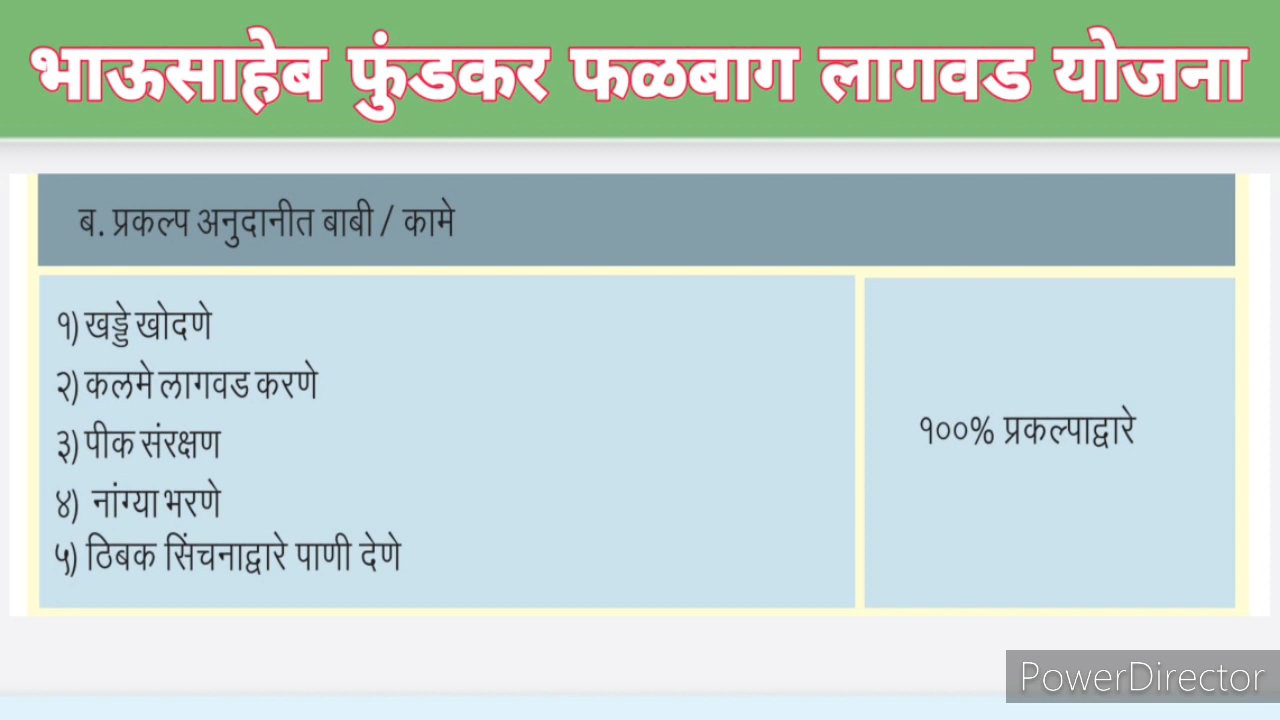 भाऊसाहेब फुंडकर फळबाग लागवड योजना
ब. प्रकल्प अनुदानीत बाबी / कामे
१) खड्डे खोदणे
२) कलमे लागवड करणे
३) पीक संरक्षण
४) नांग्या भरणे
५) ठिबक सिंचनाद्वारे पाणी देणे
१००% प्रकल्पाद्वारे
PowerDirector